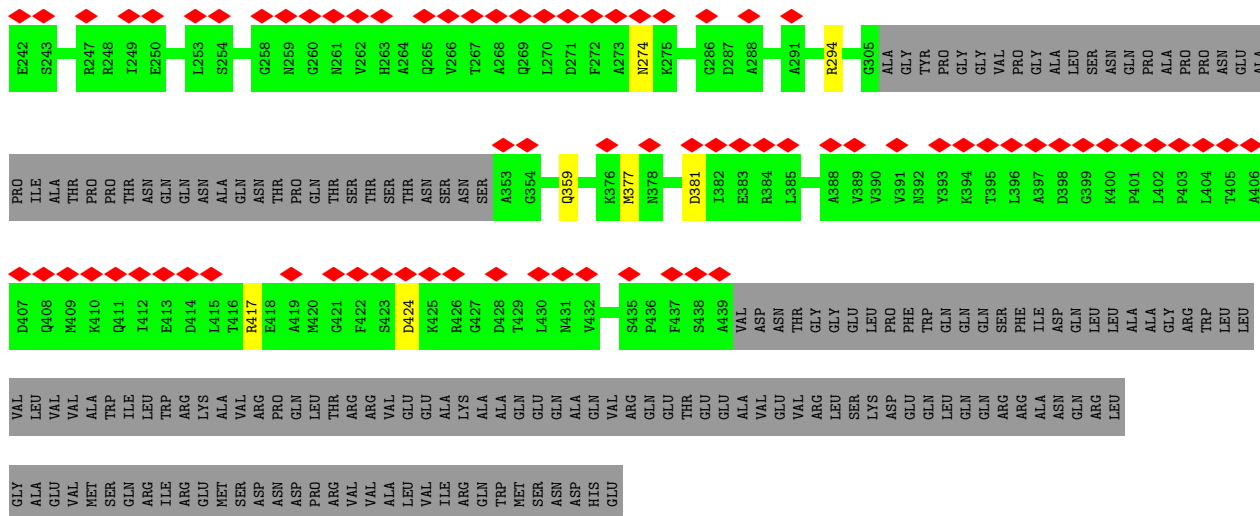 E242 S243 R247 R248 I249 E250 L253 S254 G258 N259 G260 N261 V262 H263 A264 Q265 V266 T267 A268 Q269 L270 D271 F272 A273 N274 K275 G286 D287 A288 A291 R294 G305 ALA GLY TYR PRO GLY GLY VAL PRO GLY ALA LEU SER ASN GLN PRO ALA PRO PRO ASN GLU ALA
PRO ILE ALA THR PRO PRO THR ASN GLN GLN ASN ALA GLN ASN THR PRO GLN THR SER THR SER THR ASN SER ASN SER A353 G354 Q359 K376 M377 N378 D381 I382 E383 R384 L385 A388 V389 V390 V391 N392 Y393 K394 T395 L396 A397 D398 G399 K400 P401 L402 P403 L404 T405 A406
D407 Q408 M409 K410 Q411 I412 E413 D414 L415 T416 R417 E418 A419 M420 G421 F422 S423 D424 K425 R426 G427 D428 T429 L430 N431 V432 S435 P436 F437 S438 A439 VAL ASP ASN THR GLY GLY GLU LEU PRO PHE TRP GLN GLN GLN SER PHE ILE ASP GLN LEU LEU ALA ALA GLY ARG TRP LEU LEU
VAL LEU VAL VAL ALA TRP ILE LEU TRP ARG LYS ALA VAL ARG PRO GLN LEU THR ARG ARG VAL GLU GLU ALA LYS ALA ALA GLN GLU GLN ALA GLN VAL ARG GLN GLU THR GLU GLU ALA VAL GLU VAL ARG LEU SER LYS ASP GLU GLN LEU GLN GLN ARG ARG ALA ASN GLN ARG LEU
GLY ALA GLU VAL MET SER GLN ARG ILE ARG GLU MET SER ASP ASN ASP PRO ARG VAL VAL ALA LEU VAL ILE ARG GLN TRP MET SER ASN ASP HIS GLU